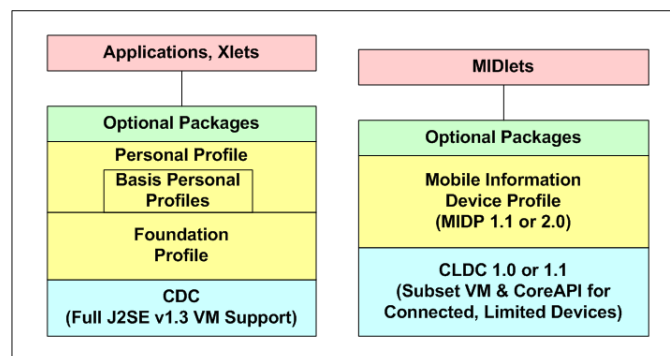 Applications, Xlets
Optional Packages
Personal Profile
Basis Personal
Profiles
Foundation
Profile
CDC
(Full J2SE v1.3 VM Support)
MIDlets
Optional Packages
Mobile Information
Device Profile
(MIDP 1.1 or 2.0)
CLDC 1.0 or 1.1
(Subset VM & CoreAPI for
Connected, Limited Devices)